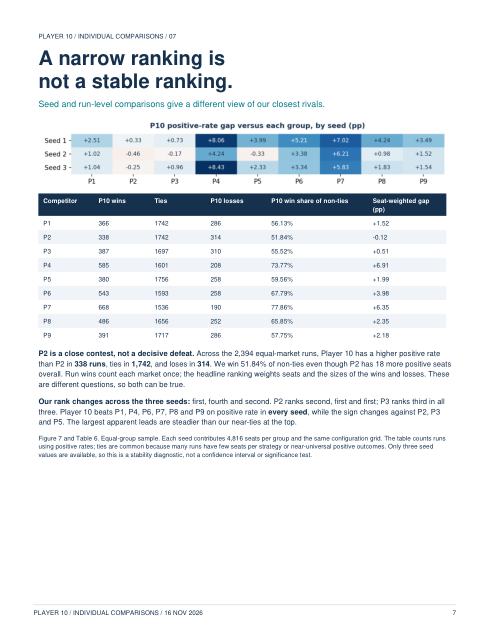 PLAYER 10 / INDIVIDUAL COMPARISONS / 07
A narrow ranking is
not a stable ranking.
Seed and run-level comparisons give a different view of our closest rivals.
P10 positive-rate gap versus each group, by seed (pp)
Seed 1 +2.51 +0.33 +0.73 +8.06 +3.99 +5.21 +7.02 +4.24 +3.49
Seed 2 +1.02 -0.46 -0.17 +4.24 -0.33 +3.38 +6.21 +0.98 +1.52
Seed 3 +1.04 -0.25 +0.96 +8.43 +2.33 +3.34 +5.83 +1.83 +1.54
P1 P2 P3 P4 P5 P6 P7 P8 P9
Competitor P10 wins Ties P10 losses P10 win share of non-ties Seat-weighted gap
(pp)
P1 366 1742 286 56.13% +1.52
P2 338 1742 314 51.84% -0.12
P3 387 1697 310 55.52% +0.51
P4 585 1601 208 73.77% +6.91
P5 380 1756 258 59.56% +1.99
P6 543 1593 258 67.79% +3.98
P7 668 1536 190 77.86% +6.35
P8 486 1656 252 65.85% +2.35
P9 391 1717 286 57.75% +2.18
P2 is a close contest, not a decisive defeat. Across the 2,394 equal-market runs, Player 10 has a higher positive rate
than P2 in 338 runs, ties in 1,742, and loses in 314. We win 51.84% of non-ties even though P2 has 18 more positive seats
overall. Run wins count each market once; the headline ranking weights seats and the sizes of the wins and losses. These
are different questions, so both can be true.
Our rank changes across the three seeds: first, fourth and second. P2 ranks second, first and first; P3 ranks third in all
three. Player 10 beats P1, P4, P6, P7, P8 and P9 on positive rate in every seed, while the sign changes against P2, P3
and P5. The largest apparent leads are steadier than our near-ties at the top.
Figure 7 and Table 6. Equal-group sample. Each seed contributes 4,816 seats per group and the same configuration grid. The table counts runs
using positive rates; ties are common because many runs have few seats per strategy or near-universal positive outcomes. Only three seed
values are available, so this is a stability diagnostic, not a confidence interval or significance test.
PLAYER 10 / INDIVIDUAL COMPARISONS / 16 NOV 2026 7